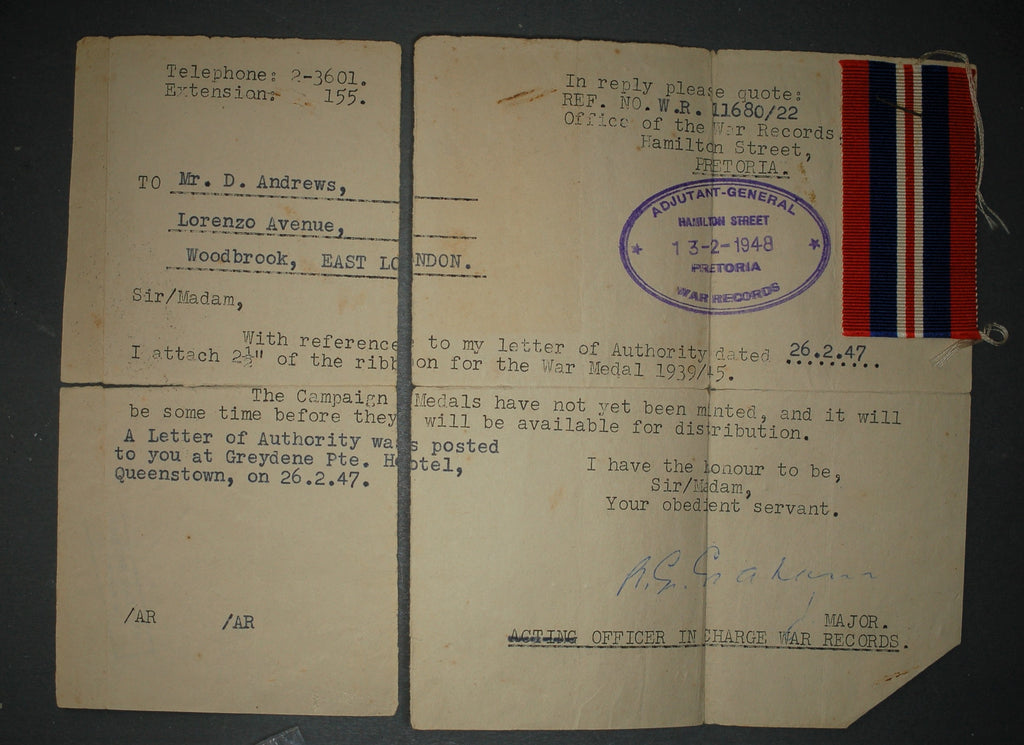 Telephone: 2-3601.
Extension: 155.
In reply please quote:
REF. NO. W.R. 11680/22
Office of the War Records,
Hamilton Street,
PRETORIA.
TO Mr. D. Andrews,
Lorenzo Avenue,
Woodbrook, EAST LONDON.
ADJUTANT-GENERAL
HAMILTON STREET
13-2-1948
PRETORIA
WAR RECORDS
Sir/Madam,
With reference to my letter of Authority dated 26.2.47.
I attach 2½" of the ribbon for the War Medal 1939/45.
The Campaign Medals have not yet been minted, and it will
be some time before they will be available for distribution.
A Letter of Authority was posted
to you at Greydene Pte. Hotel,
Queenstown, on 26.2.47.
I have the honour to be,
Sir/Madam,
Your obedient servant.
Graham
/AR /AR
MAJOR.
ACTING OFFICER IN CHARGE WAR RECORDS.